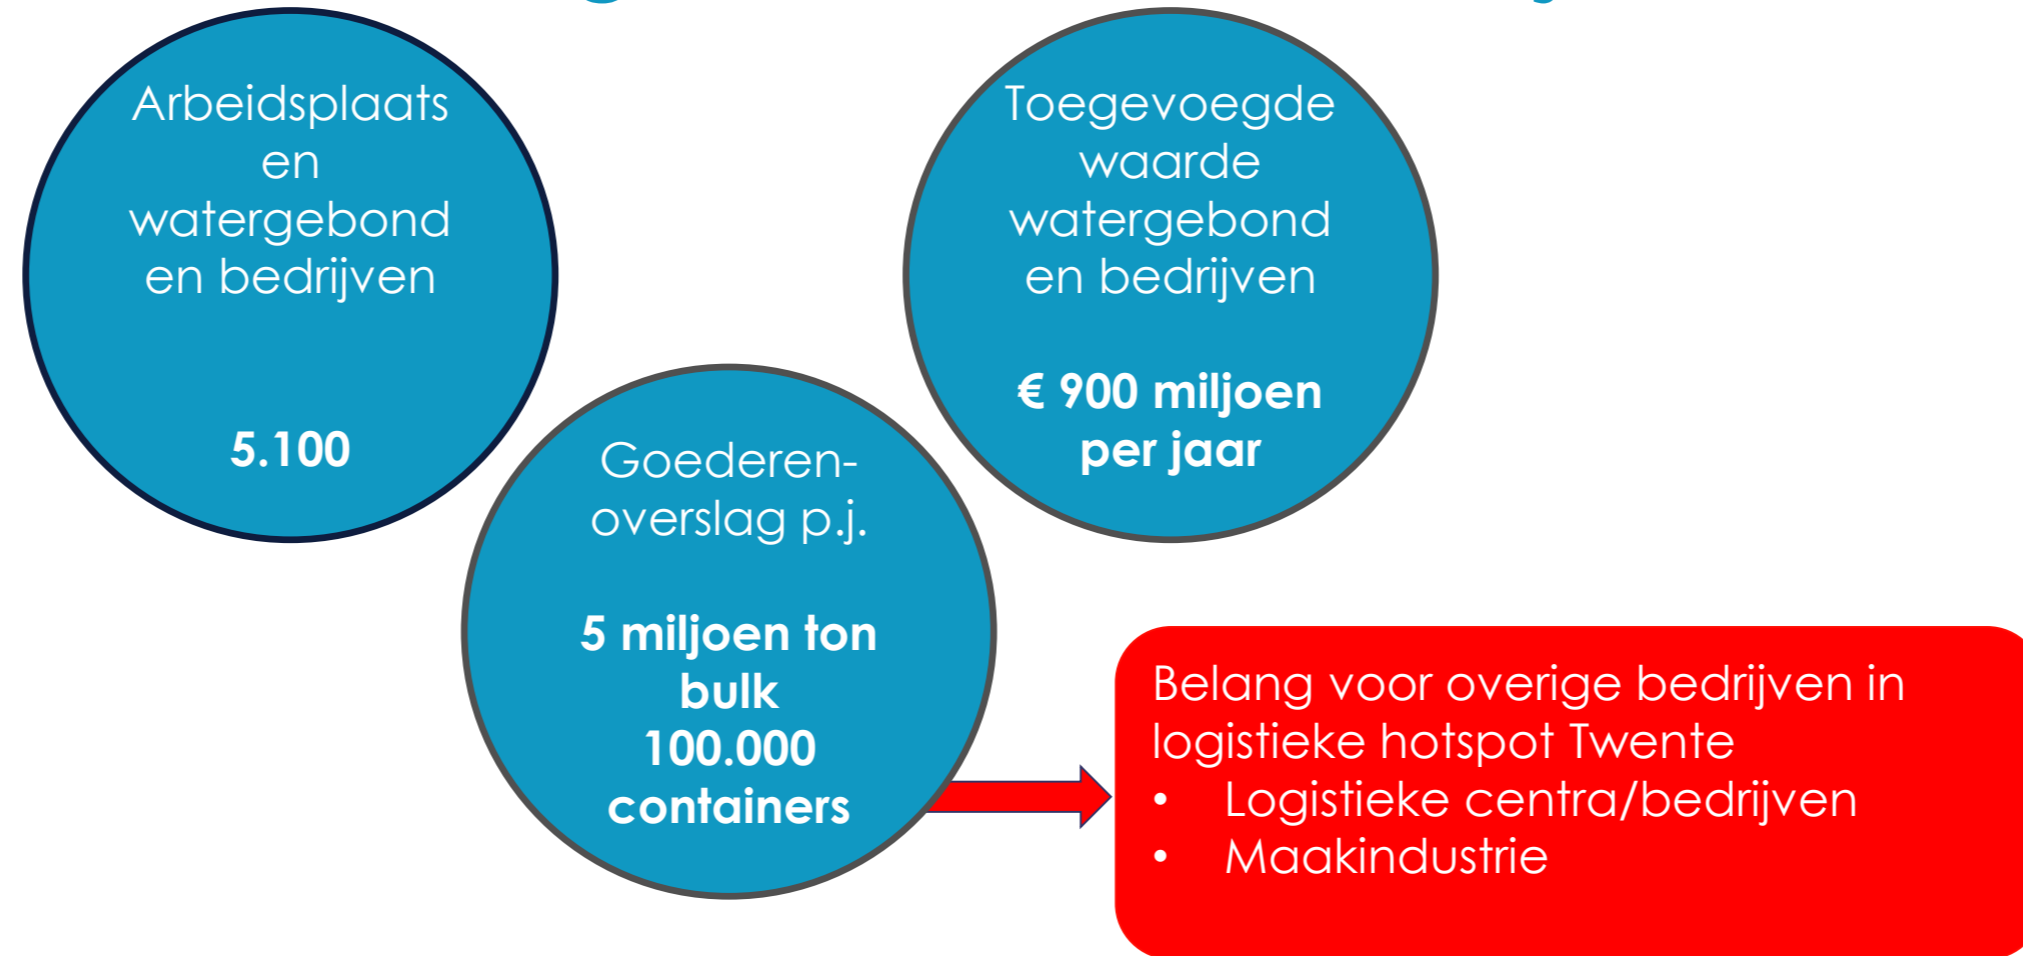 Arbeidsplaats
en
watergebond
en bedrijven
5.100
Toegevoegde
waarde
watergebond
en bedrijven
€ 900 miljoen
per jaar
Goederen-
overslag p.j.
5 miljoen ton
bulk
100.000
containers
Belang voor overige bedrijven in
logistieke hotspot Twente
• Logistieke centra/bedrijven
• Maakindustrie